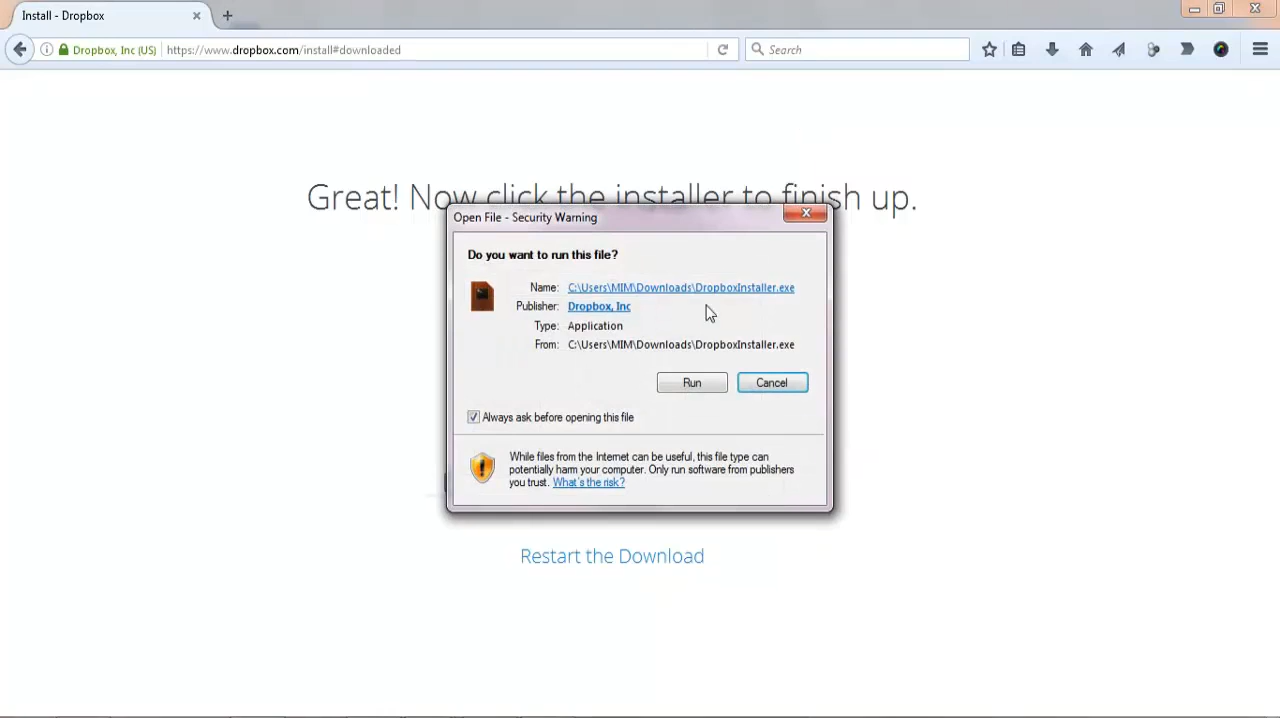 Install - Dropbox
Dropbox, Inc (US)
https://www.dropbox.com/install#downloaded
Search
Great! Now click the installer to finish up.
Open File - Security Warning
Do you want to run this file?
Name: C:\Users\MIM\Downloads\DropboxInstaller.exe
Publisher: Dropbox, Inc
Type: Application
From: C:\Users\MIM\Downloads\DropboxInstaller.exe
Run
Cancel
Always ask before opening this file
While files from the Internet can be useful, this file type can
potentially harm your computer. Only run software from publishers
you trust. What's the risk?
Restart the Download